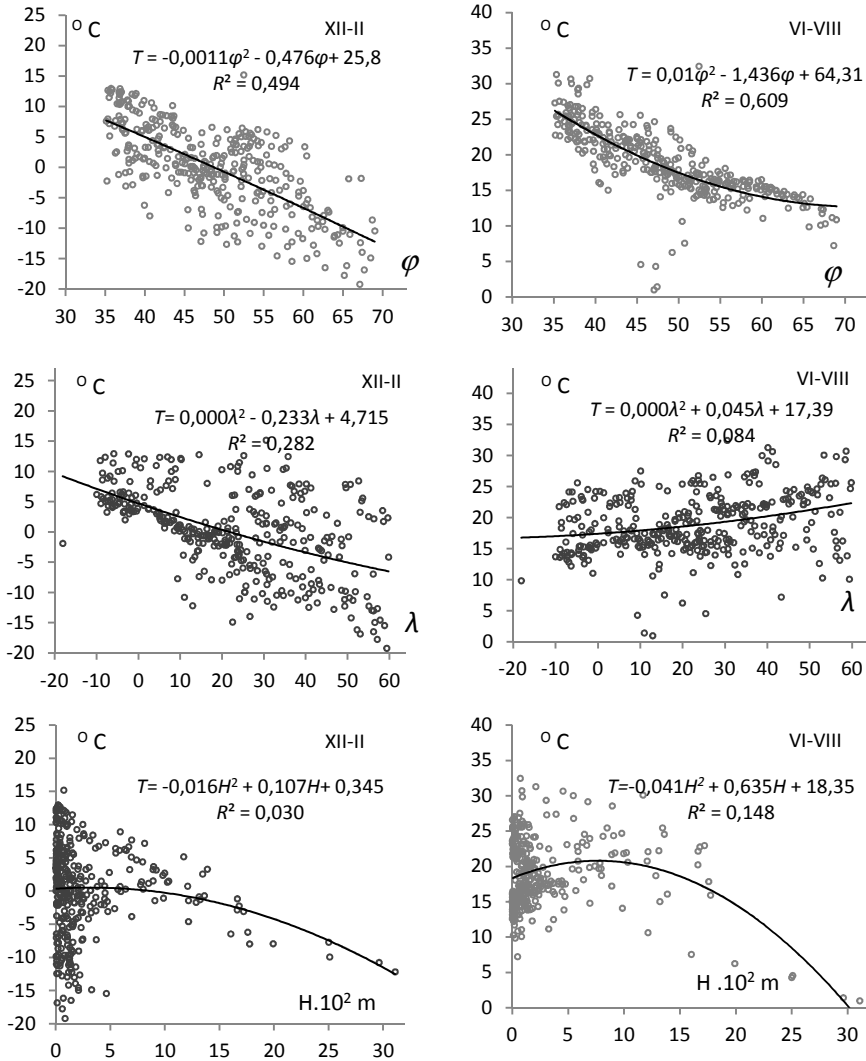 o C XII-II
T = -0,0011φ² - 0,476φ + 25,8
R² = 0,494
25
20
15
10
5
0
-5
-10
-15
-20
φ
30 35 40 45 50 55 60 65 70
o C VI-VIII
T = 0,01φ² - 1,436φ + 64,31
R² = 0,609
40
35
30
25
20
15
10
5
0
φ
30 35 40 45 50 55 60 65 70
o C XII-II
T = 0,000λ² - 0,233λ + 4,715
R² = 0,282
25
20
15
10
5
0
-5
-10
-15
-20
λ
-20 -10 0 10 20 30 40 50 60
o C VI-VIII
T = 0,000λ² + 0,045λ + 17,39
R² = 0,084
40
35
30
25
20
15
10
5
0
λ
-20 -10 0 10 20 30 40 50 60
o C XII-II
T = -0,016H² + 0,107H + 0,345
R² = 0,030
25
20
15
10
5
0
-5
-10
-15
-20
H.10² m
0 5 10 15 20 25 30
o C VI-VIII
T=-0,041H² + 0,635H + 18,35
R² = 0,148
40
35
30
25
20
15
10
5
0
H .10² m
0 5 10 15 20 25 30